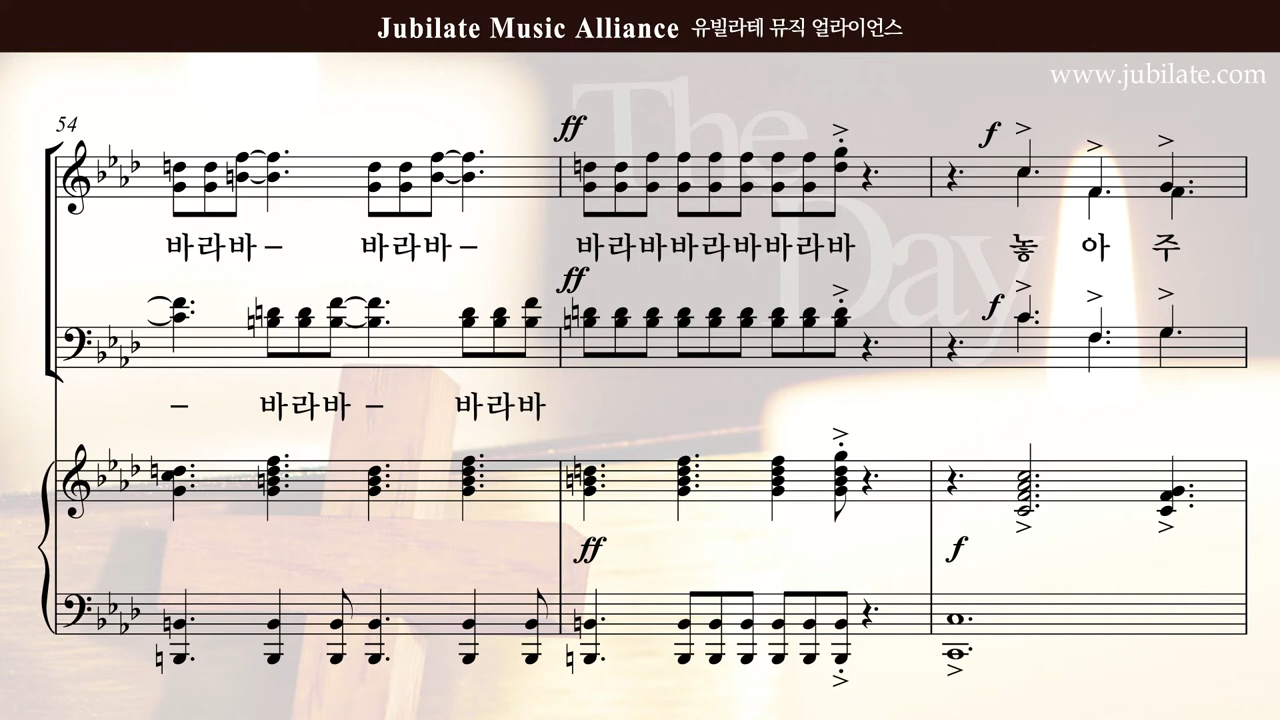 Jubilate Music Alliance 유빌라테 뮤직 얼라이언스
www.jubilate.com
The
Day
54
ff
f
바라바– 바라바– 바라바바라바바라바 놓 아 주
ff
f
– 바라바 – 바라바
ff
f